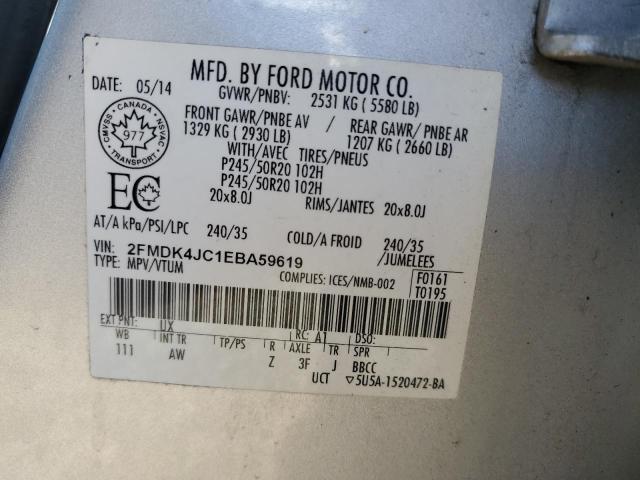 MFD. BY FORD MOTOR CO.
DATE: 05/14
GVWR/PNBV: 2531 KG ( 5580 LB)
FRONT GAWR/PNBE AV / REAR GAWR/ PNBE AR
1329 KG ( 2930 LB) 1207 KG ( 2660 LB)
WITH/AVEC TIRES/PNEUS
P245/50R20 102H
P245/50R20 102H
20x8.0J RIMS/JANTES 20x8.0J
CANADA
CMVSS NSVAC
977
TRANSPORT
EC
AT/A kPa/PSI/LPC 240/35 COLD/A FROID 240/35
VIN: 2FMDK4JC1EBA59619 /JUMELEES
TYPE: MPV/VTUM COMPLIES: ICES/NMB-002
F0161
T0195
EXT PNT: UX RC: A1 DSO:
WB INT TR TP/PS R AXLE TR SPR
111 AW Z 3F J BBCC
UCT ▽5U5A-1520472-BA